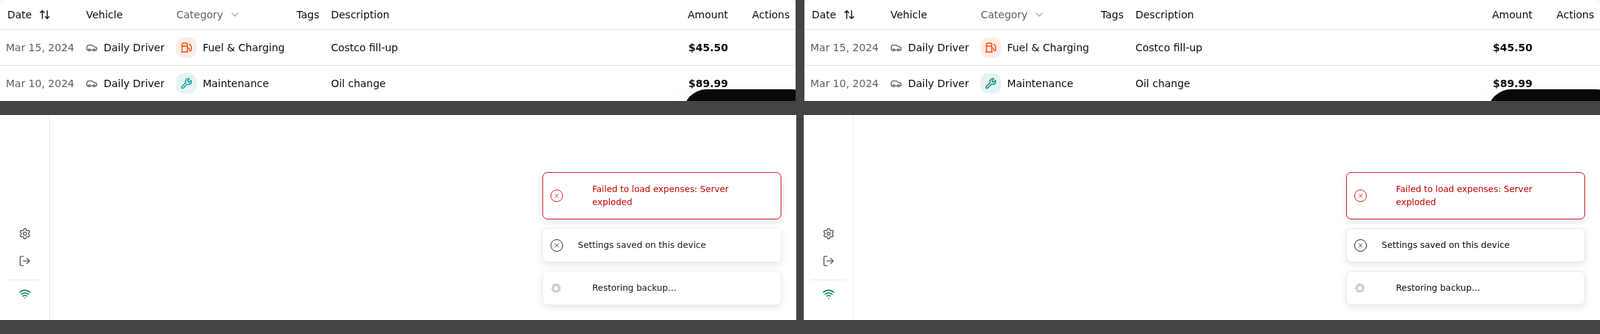 Date Vehicle Category Tags Description Amount Actions
Mar 15, 2024 Daily Driver Fuel & Charging Costco fill-up $45.50
Mar 10, 2024 Daily Driver Maintenance Oil change $89.99
Date Vehicle Category Tags Description Amount Actions
Mar 15, 2024 Daily Driver Fuel & Charging Costco fill-up $45.50
Mar 10, 2024 Daily Driver Maintenance Oil change $89.99
Failed to load expenses: Server
exploded
Settings saved on this device
Restoring backup...
Failed to load expenses: Server
exploded
Settings saved on this device
Restoring backup...